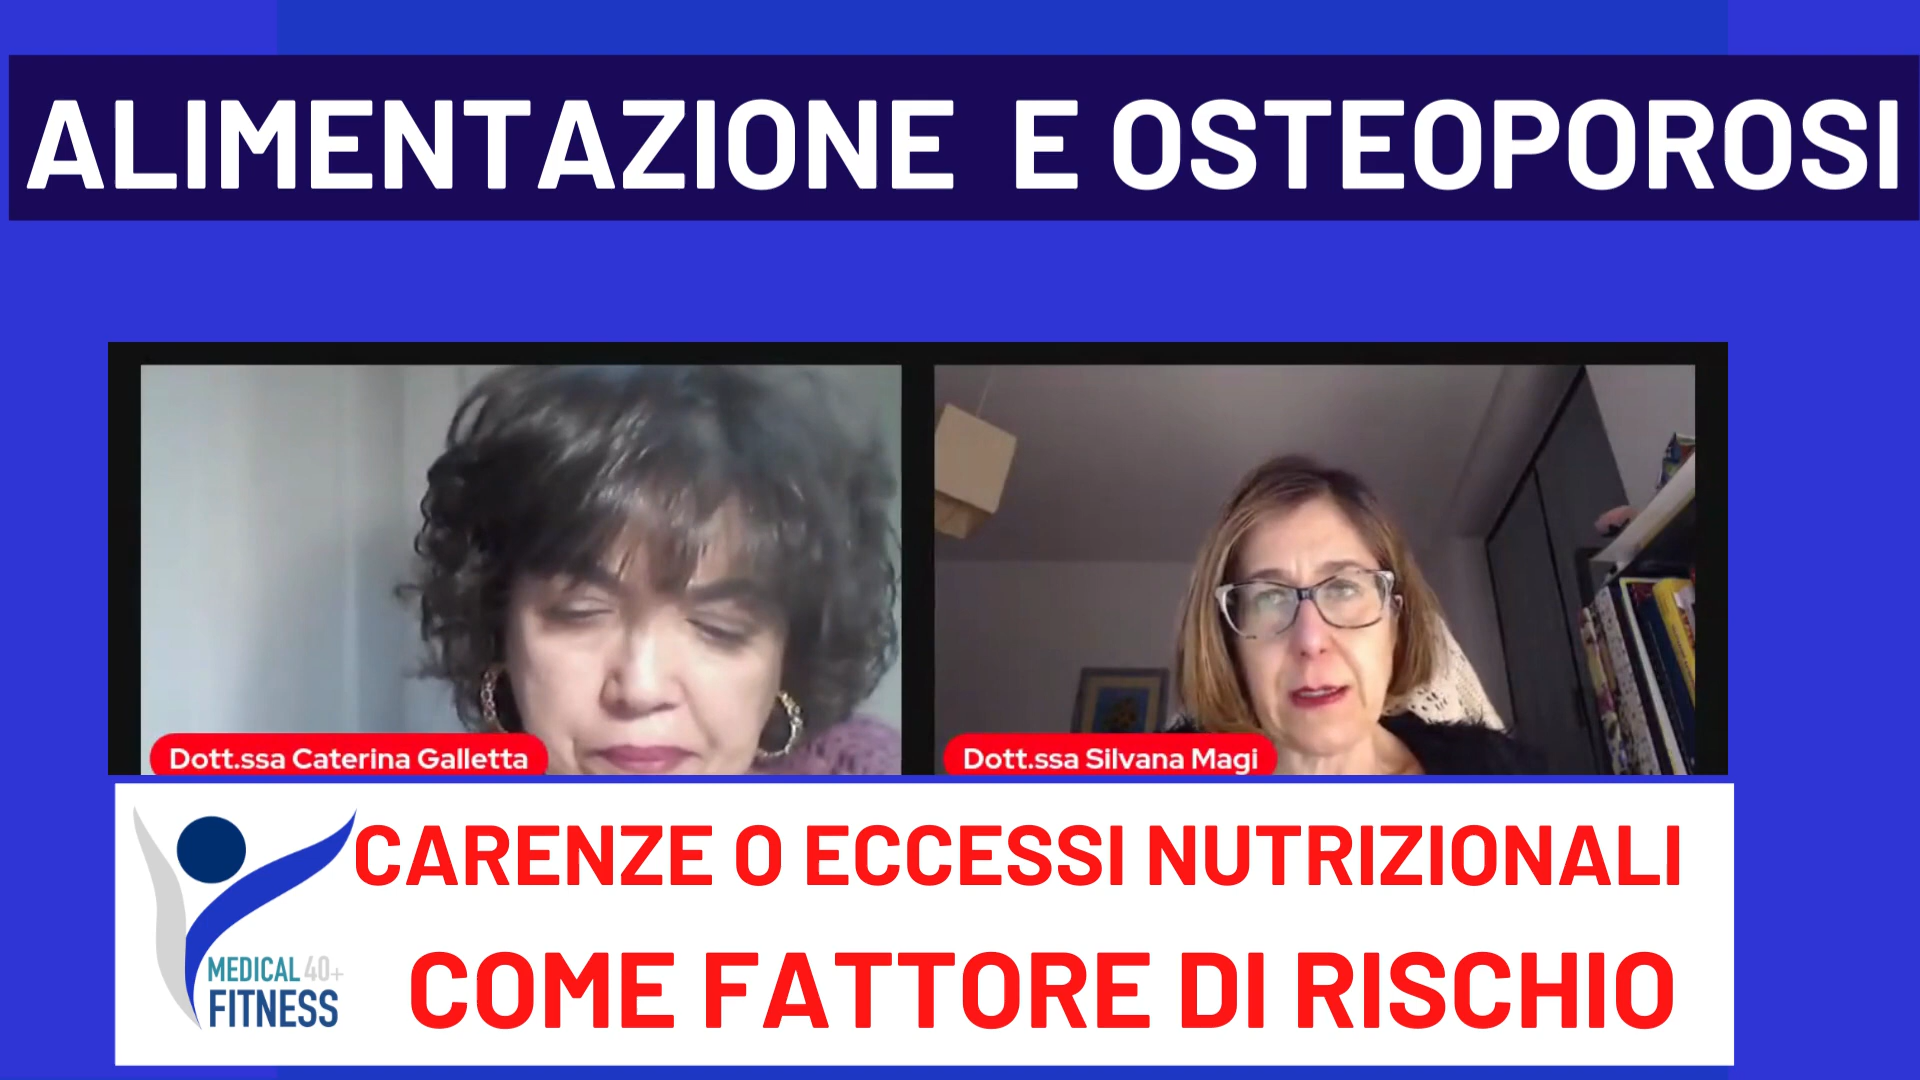 ALIMENTAZIONE E OSTEOPOROSI
Dott.ssa Caterina Galletta
Dott.ssa Silvana Magi
CARENZE O ECCESSI NUTRIZIONALI
COME FATTORE DI RISCHIO
MEDICAL 40+
FITNESS